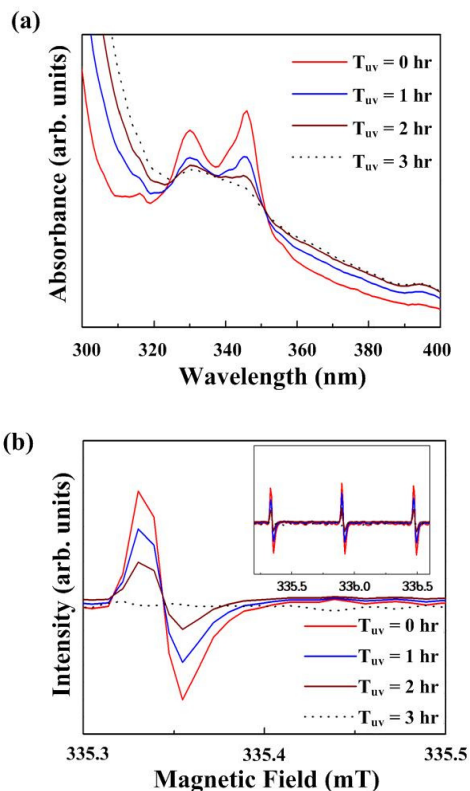 (a)
Absorbance (arb. units)
T_uv = 0 hr
T_uv = 1 hr
T_uv = 2 hr
T_uv = 3 hr
300 320 340 360 380 400
Wavelength (nm)
(b)
Intensity (arb. units)
335.5 336.0 336.5
T_uv = 0 hr
T_uv = 1 hr
T_uv = 2 hr
T_uv = 3 hr
335.3 335.4 335.5
Magnetic Field (mT)